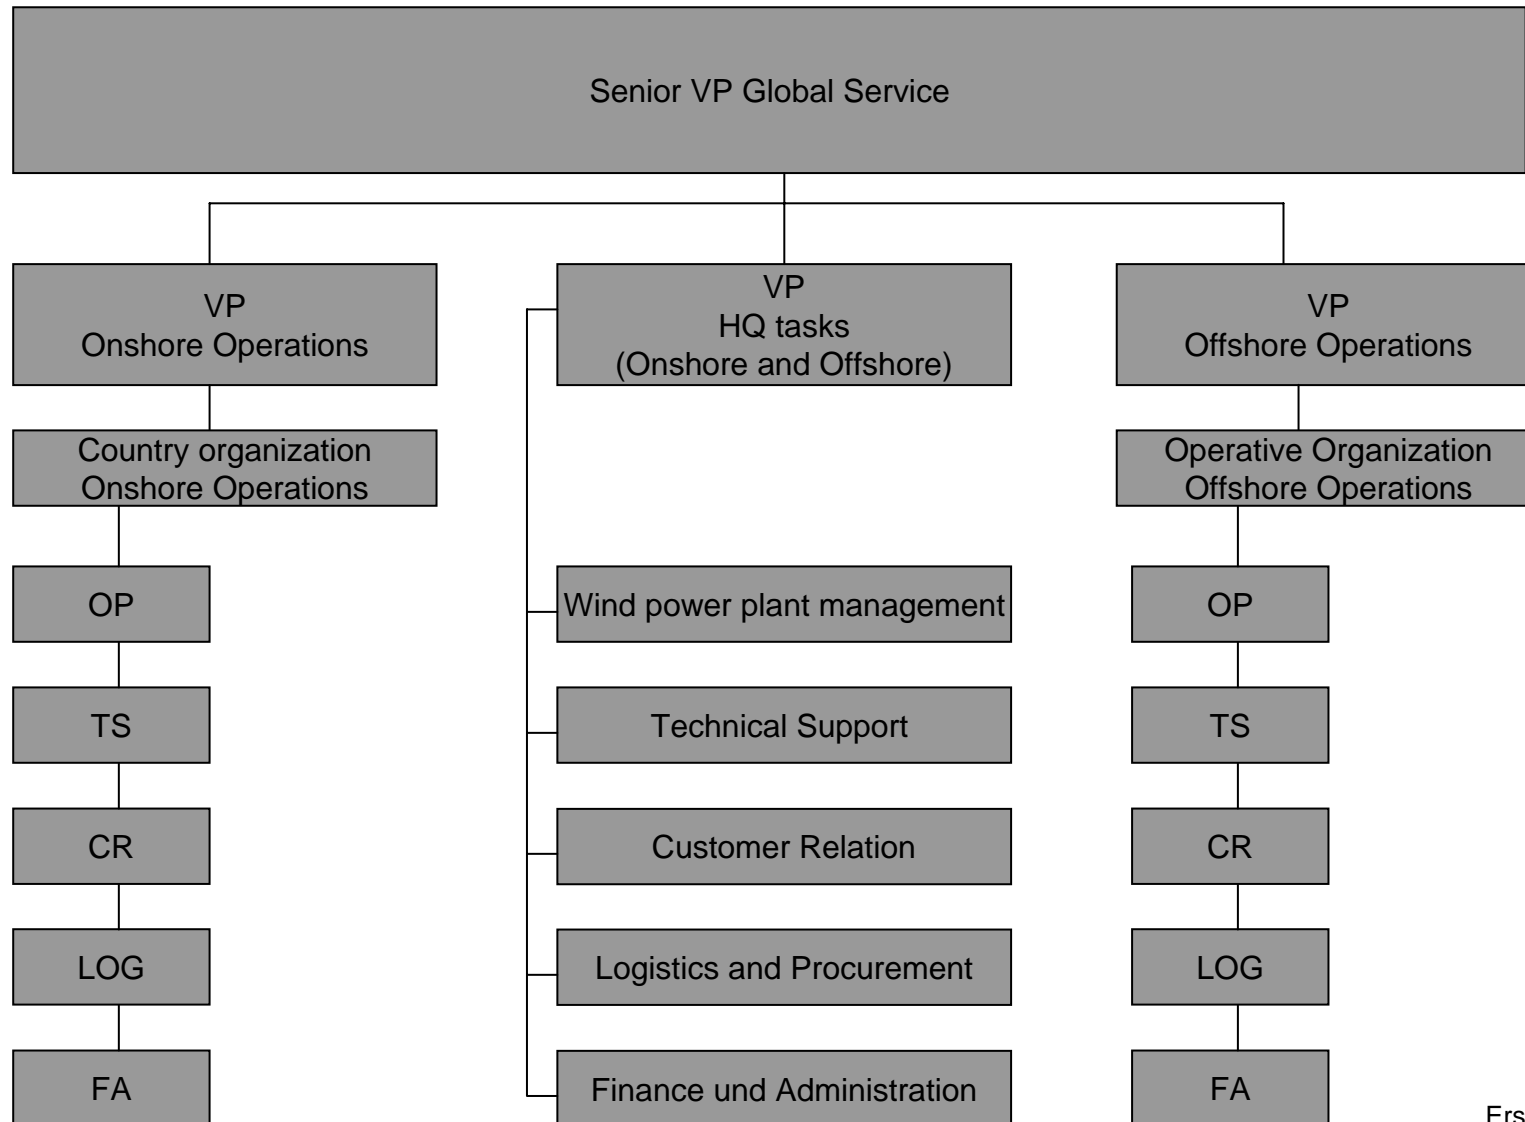 Senior VP Global Service
VP
Onshore Operations
VP
HQ tasks
(Onshore and Offshore)
VP
Offshore Operations
Country organization
Onshore Operations
Operative Organization
Offshore Operations
OP
Wind power plant management
OP
TS
Technical Support
TS
CR
Customer Relation
CR
LOG
Logistics and Procurement
LOG
FA
Finance und Administration
FA
Ers